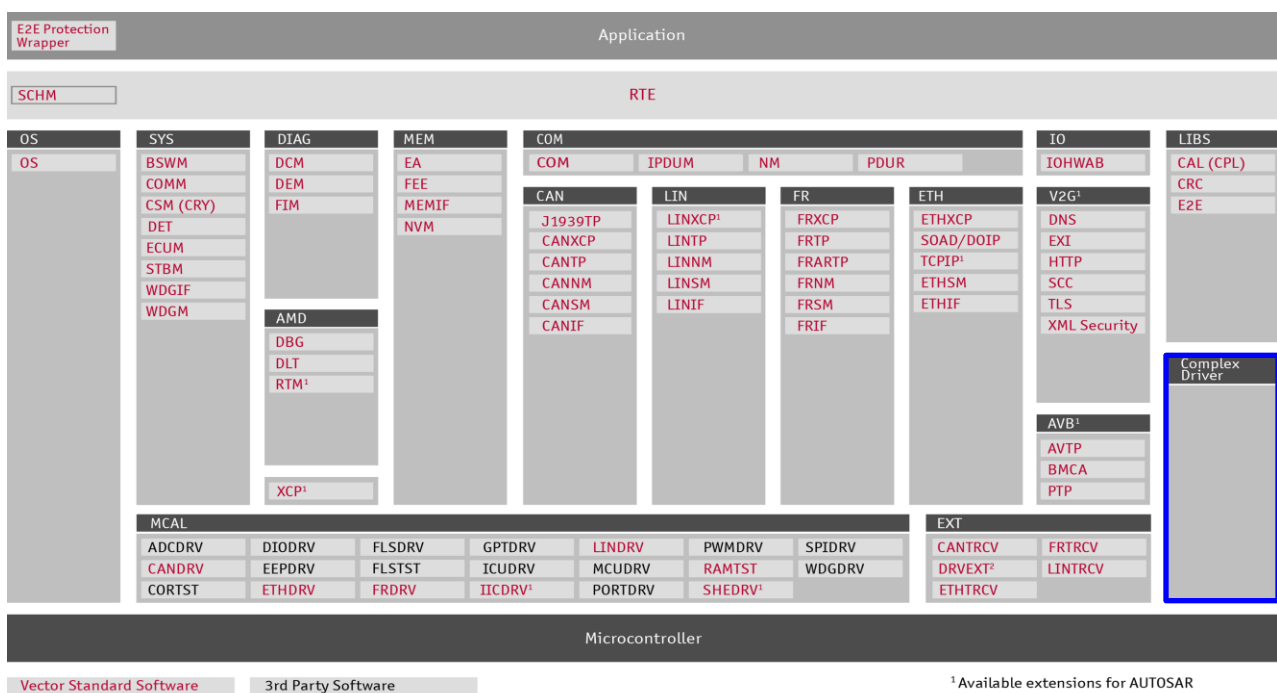 E2E Protection
Wrapper
Application
SCHM
RTE
OS
OS
SYS
BSWM
COMM
CSM (CRY)
DET
ECUM
STBM
WDGIF
WDGM
DIAG
DCM
DEM
FIM
AMD
DBG
DLT
RTM¹
XCP¹
MEM
EA
FEE
MEMIF
NVM
COM
COM IPDUM NM PDUR
CAN
J1939TP
CANXCP
CANTP
CANNM
CANSM
CANIF
LIN
LINXCP¹
LINTP
LINNM
LINSM
LINIF
FR
FRXCP
FRTP
FRARTP
FRNM
FRSM
FRIF
ETH
ETHXCP
SOAD/DOIP
TCPIP¹
ETHSM
ETHIF
IO
IOHWAB
V2G¹
DNS
EXI
HTTP
SCC
TLS
XML Security
AVB¹
AVTP
BMCA
PTP
LIBS
CAL (CPL)
CRC
E2E
Complex
Driver
MCAL
ADCDRV DIODRV FLSDRV GPTDRV LINDRV PWMDRV SPIDRV
CANDRV EEPDRV FLSTST ICUDRV MCUDRV RAMTST WDGDRV
CORTST ETHDRV FRDRV IICDRV¹ PORTDRV SHEDRV¹
EXT
CANTRCV FRTRCV
DRVEXT² LINTRCV
ETHTRCV
Microcontroller
Vector Standard Software 3rd Party Software
¹ Available extensions for AUTOSAR